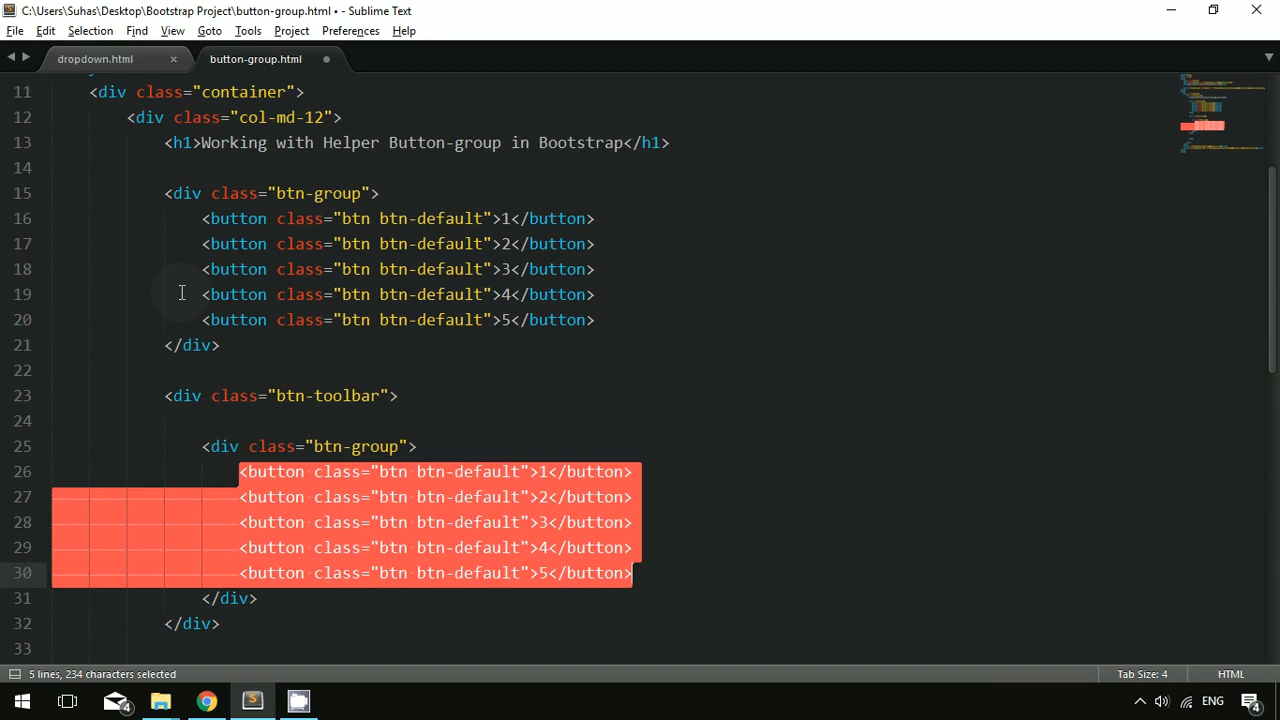 C:\Users\Suhas\Desktop\Bootstrap Project\button-group.html • - Sublime Text
File Edit Selection Find View Goto Tools Project Preferences Help
dropdown.html × button-group.html
11 <div class="container">
12 <div class="col-md-12">
13 <h1>Working with Helper Button-group in Bootstrap</h1>
14
15 <div class="btn-group">
16 <button class="btn btn-default">1</button>
17 <button class="btn btn-default">2</button>
18 <button class="btn btn-default">3</button>
19 <button class="btn btn-default">4</button>
20 <button class="btn btn-default">5</button>
21 </div>
22
23 <div class="btn-toolbar">
24
25 <div class="btn-group">
26 <button class="btn btn-default">1</button>
27 <button class="btn btn-default">2</button>
28 <button class="btn btn-default">3</button>
29 <button class="btn btn-default">4</button>
30 <button class="btn btn-default">5</button>
31 </div>
32 </div>
33
5 lines, 234 characters selected Tab Size: 4 HTML
4 S ENG 4